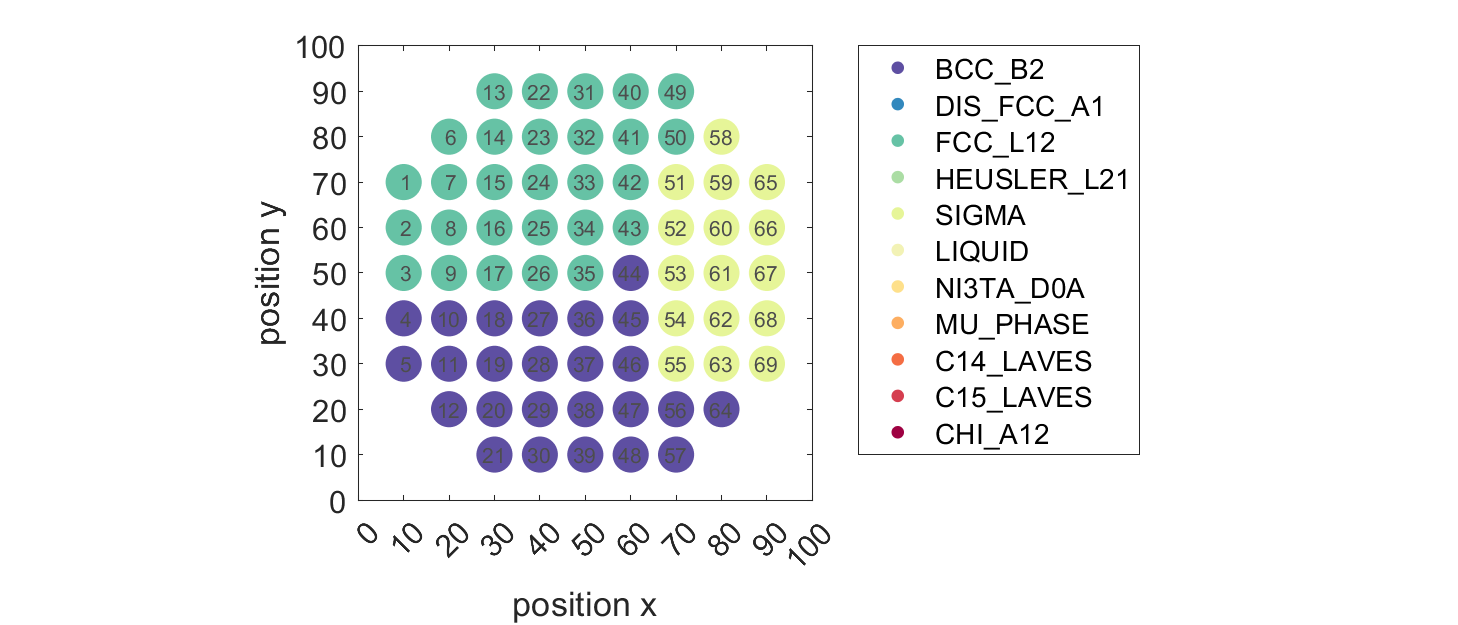 100
90
80
70
60
50
40
30
20
10
0
position y
13 22 31 40 49
6 14 23 32 41 50 58
1 7 15 24 33 42 51 59 65
2 8 16 25 34 43 52 60 66
3 9 17 26 35 44 53 61 67
4 10 18 27 36 45 54 62 68
5 11 19 28 37 46 55 63 69
12 20 29 38 47 56 64
21 30 39 48 57
0 10 20 30 40 50 60 70 80 90 100
position x
BCC_B2
DIS_FCC_A1
FCC_L12
HEUSLER_L21
SIGMA
LIQUID
NI3TA_D0A
MU_PHASE
C14_LAVES
C15_LAVES
CHI_A12